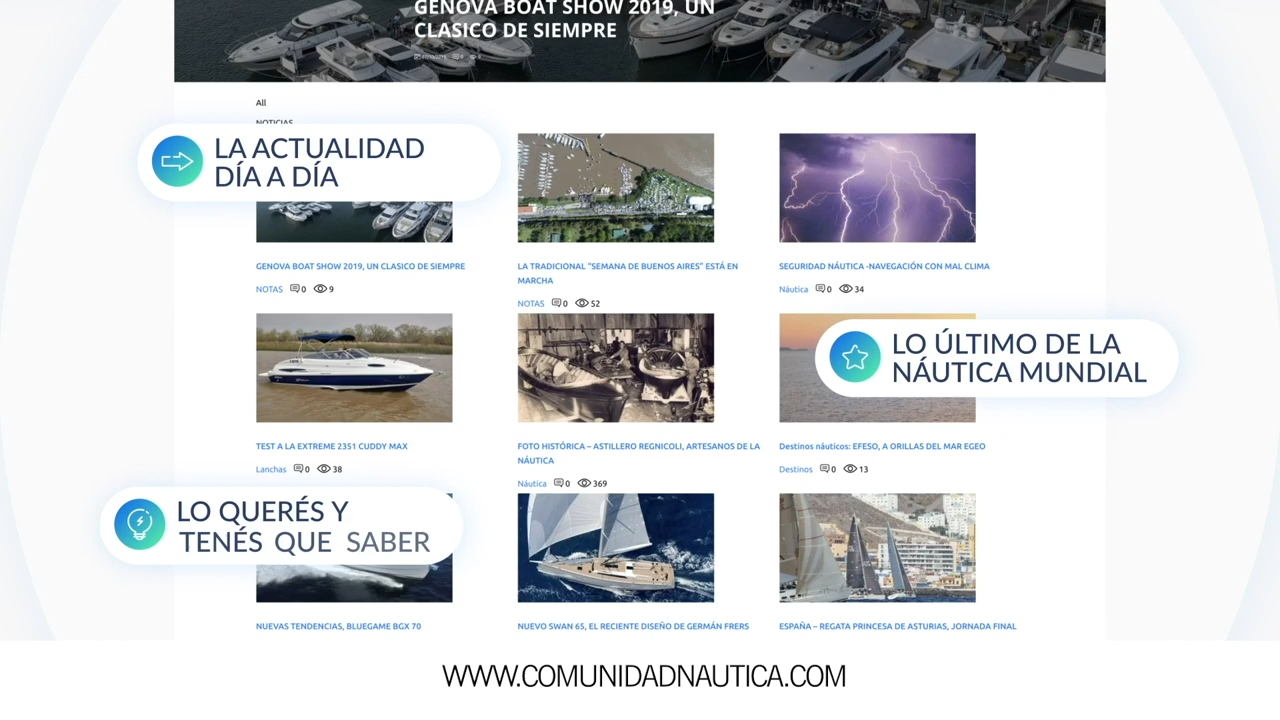 GENOVA BOAT SHOW 2019, UN
CLASICO DE SIEMPRE
All
NOTICIAS
LA ACTUALIDAD
DÍA A DÍA
GENOVA BOAT SHOW 2019, UN CLASICO DE SIEMPRE
NOTAS 0 9
LA TRADICIONAL "SEMANA DE BUENOS AIRES" ESTÁ EN
MARCHA
NOTAS 0 52
SEGURIDAD NÁUTICA -NAVEGACIÓN CON MAL CLIMA
Náutica 0 34
LO ÚLTIMO DE LA
NÁUTICA MUNDIAL
TEST A LA EXTREME 2351 CUDDY MAX
Lanchas 0 38
FOTO HISTÓRICA – ASTILLERO REGNICOLI, ARTESANOS DE LA
NÁUTICA
Náutica 0 369
Destinos náuticos: EFESO, A ORILLAS DEL MAR EGEO
Destinos 0 13
LO QUERÉS Y
TENÉS QUE SABER
NUEVAS TENDENCIAS, BLUEGAME BGX 70
NUEVO SWAN 65, EL RECIENTE DISEÑO DE GERMÁN FRERS
ESPAÑA – REGATA PRINCESA DE ASTURIAS, JORNADA FINAL
WWW.COMUNIDADNAUTICA.COM